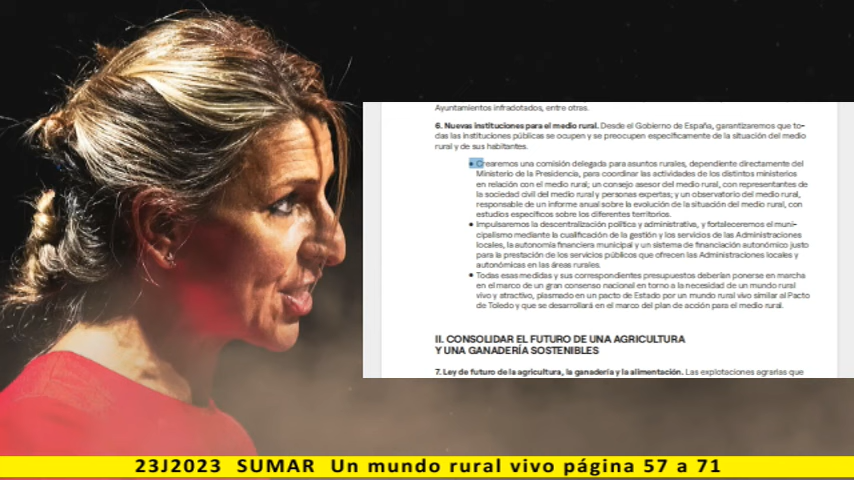 Ayuntamientos infradotados, entre otras.
6. Nuevas instituciones para el medio rural. Desde el Gobierno de España, garantizaremos que to-
das las instituciones públicas se ocupen y se preocupen específicamente de la situación del medio
rural y de sus habitantes.
• Crearemos una comisión delegada para asuntos rurales, dependiente directamente del
Ministerio de la Presidencia, para coordinar las actividades de los distintos ministerios
en relación con el medio rural; un consejo asesor del medio rural, con representantes de
la sociedad civil del medio rural y personas expertas; y un observatorio del medio rural,
responsable de un informe anual sobre la evolución de la situación del medio rural, con
estudios específicos sobre los diferentes territorios.
• Impulsaremos la descentralización política y administrativa, y fortaleceremos el muni-
cipalismo mediante la cualificación de la gestión y los servicios de las Administraciones
locales, la autonomía financiera municipal y un sistema de financiación autonómico justo
para la prestación de los servicios públicos que ofrecen las Administraciones locales y
autonómicas en las áreas rurales.
• Todas esas medidas y sus correspondientes presupuestos deberían ponerse en marcha
en el marco de un gran consenso nacional en torno a la necesidad de un mundo rural
vivo y atractivo, plasmado en un pacto de Estado por un mundo rural vivo similar al Pacto
de Toledo y que se desarrollará en el marco del plan de acción para el medio rural.
II. CONSOLIDAR EL FUTURO DE UNA AGRICULTURA
Y UNA GANADERÍA SOSTENIBLES
7. Ley de futuro de la agricultura, la ganadería y la alimentación. Las explotaciones agrarias que
23J2023 SUMAR Un mundo rural vivo página 57 a 71